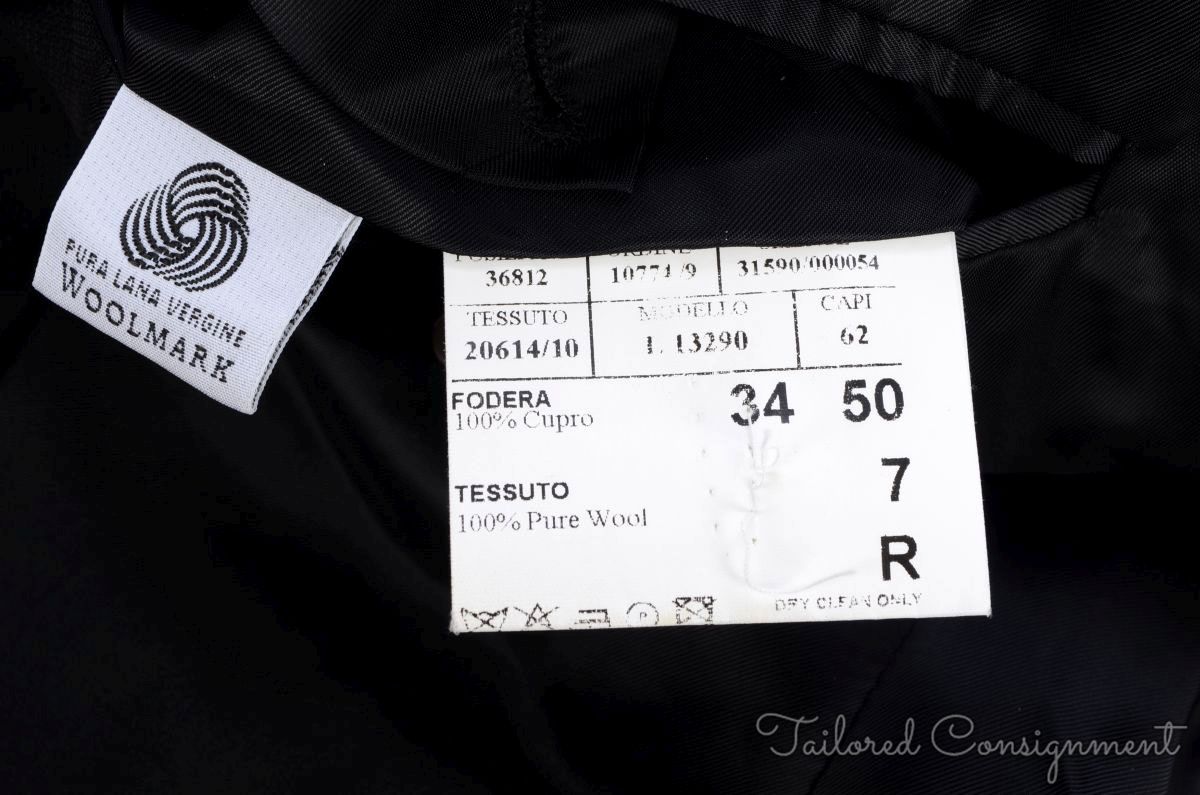 PURA LANA VERGINE
WOOLMARK
36812 10771/9 31590/000054
TESSUTO MODELLO CAPI
20614/10 13290 62
FODERA 34 50
100% Cupro
7
TESSUTO
100% Pure Wool
R
P
DRY CLEAN ONLY
Tailored Consignment